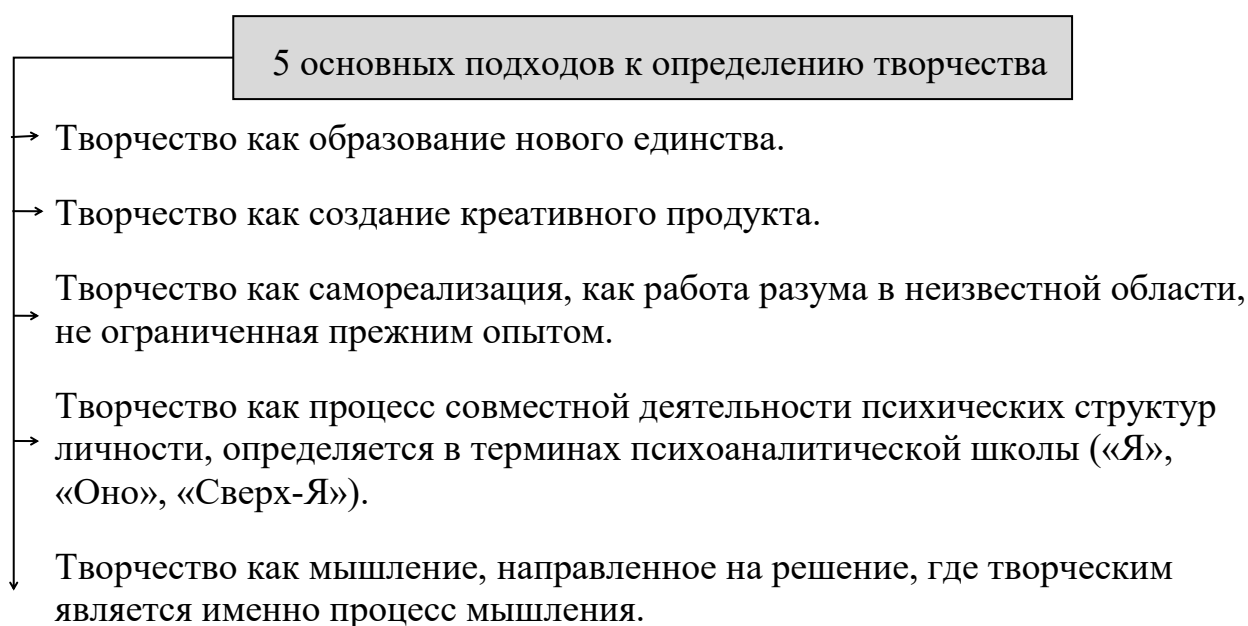 5 основных подходов к определению творчества
Творчество как образование нового единства.
Творчество как создание креативного продукта.
Творчество как самореализация, как работа разума в неизвестной области,
не ограниченная прежним опытом.
Творчество как процесс совместной деятельности психических структур
личности, определяется в терминах психоаналитической школы («Я»,
«Оно», «Сверх-Я»).
Творчество как мышление, направленное на решение, где творческим
является именно процесс мышления.